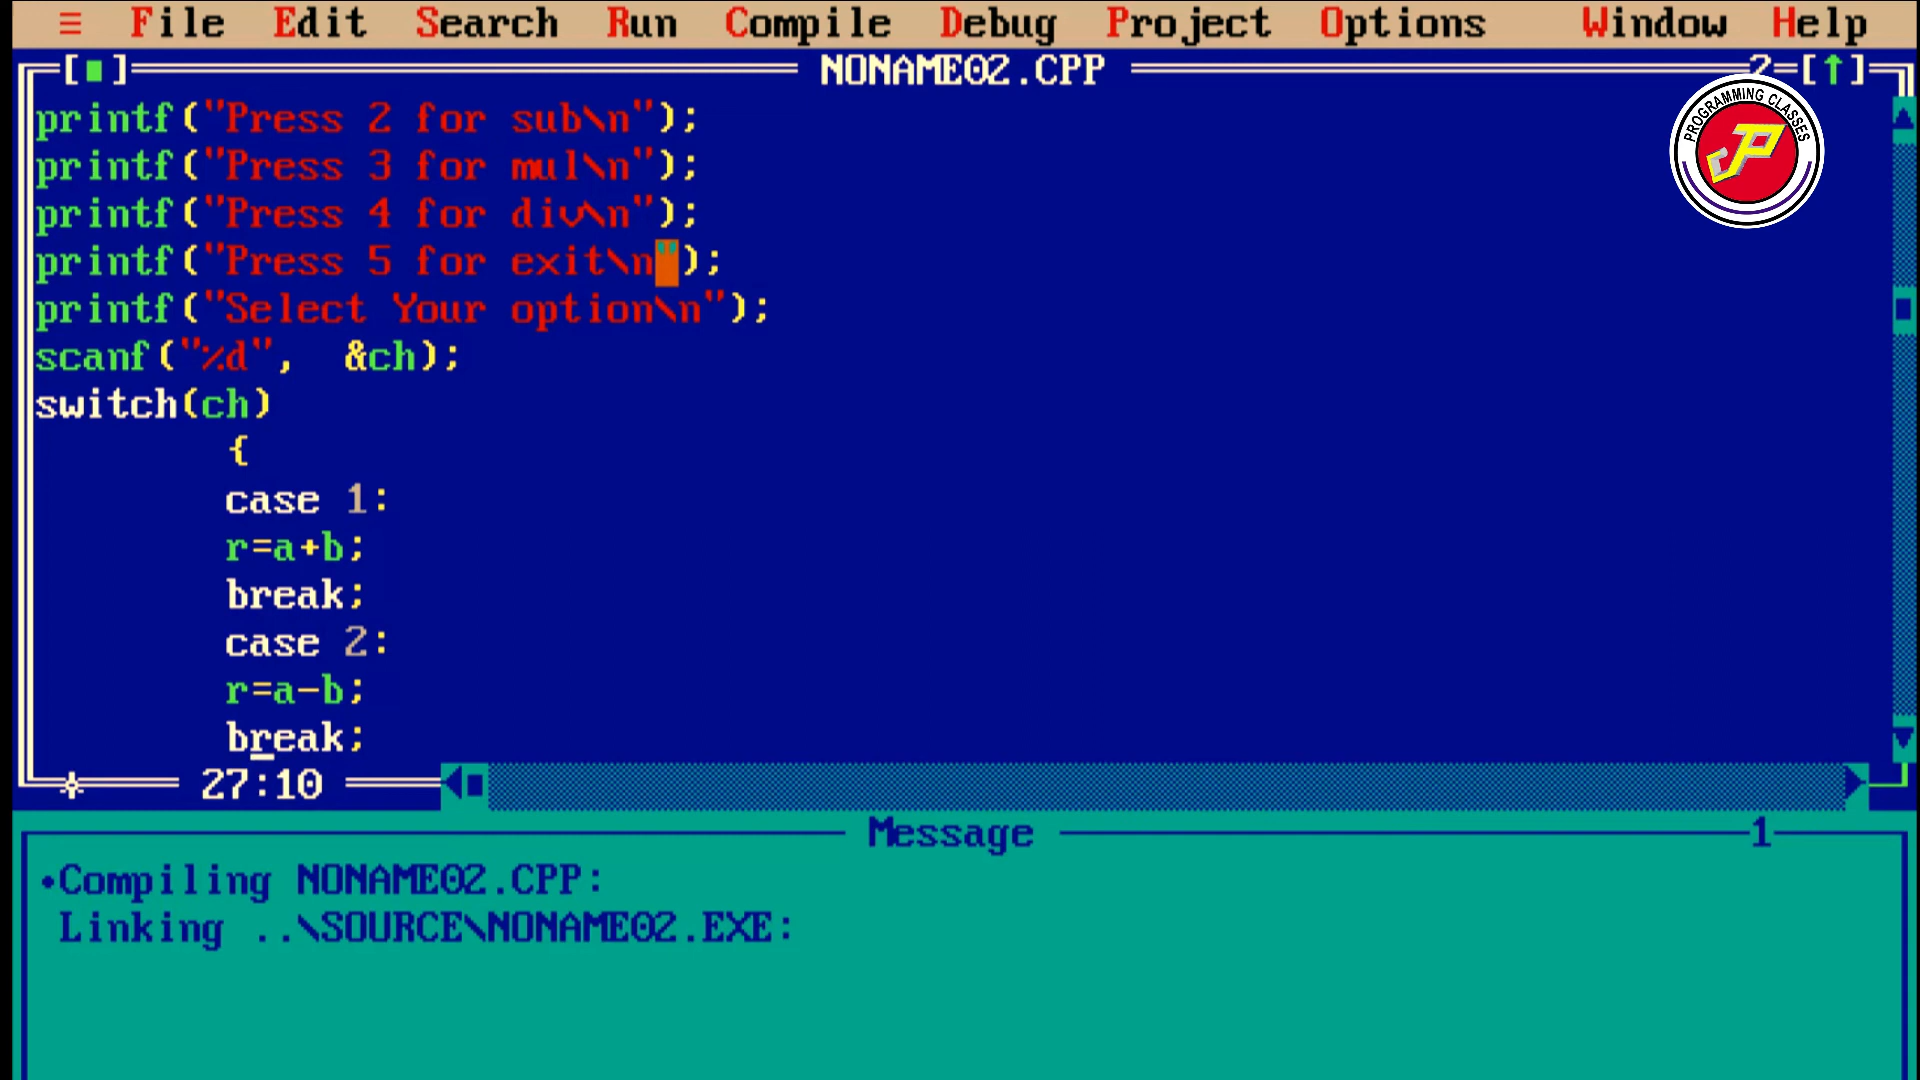 ≡ File Edit Search Run Compile Debug Project Options Window Help
[■] NONAME02.CPP 2=[↑]
PROGRAMMING CLASSES
JP
printf("Press 2 for sub\n");
printf("Press 3 for mul\n");
printf("Press 4 for div\n");
printf("Press 5 for exit\n");
printf("Select Your option\n");
scanf("%d",  &ch);
switch(ch)
{
case 1:
r=a+b;
break;
case 2:
r=a-b;
break;
27:10
Message 1
•Compiling NONAME02.CPP:
Linking ..\SOURCE\NONAME02.EXE: